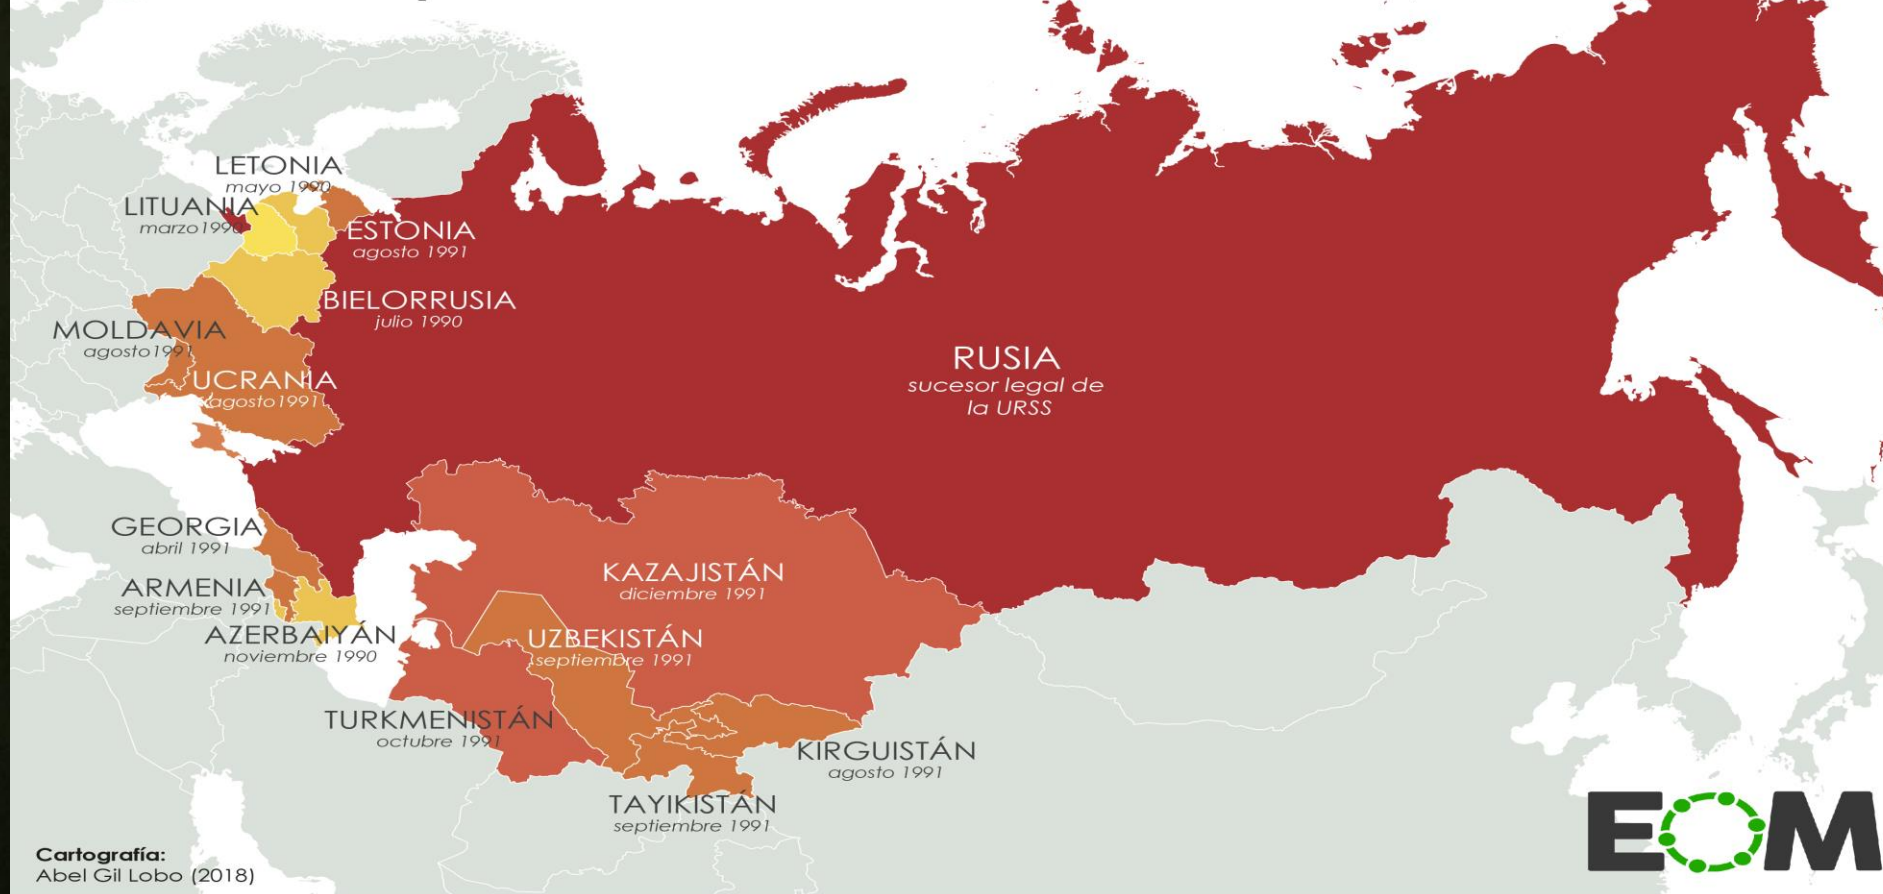 LETONIA
mayo 1990
LITUANIA
marzo 1990
ESTONIA
agosto 1991
BIELORRUSIA
julio 1990
MOLDAVIA
agosto 1991
UCRANIA
agosto 1991
RUSIA
sucesor legal de
la URSS
GEORGIA
abril 1991
ARMENIA
septiembre 1991
AZERBAIYÁN
noviembre 1990
KAZAJISTÁN
diciembre 1991
UZBEKISTÁN
septiembre 1991
TURKMENISTÁN
octubre 1991
KIRGUISTÁN
agosto 1991
TAYIKISTÁN
septiembre 1991
Cartografía:
Abel Gil Lobo (2018)
EOM